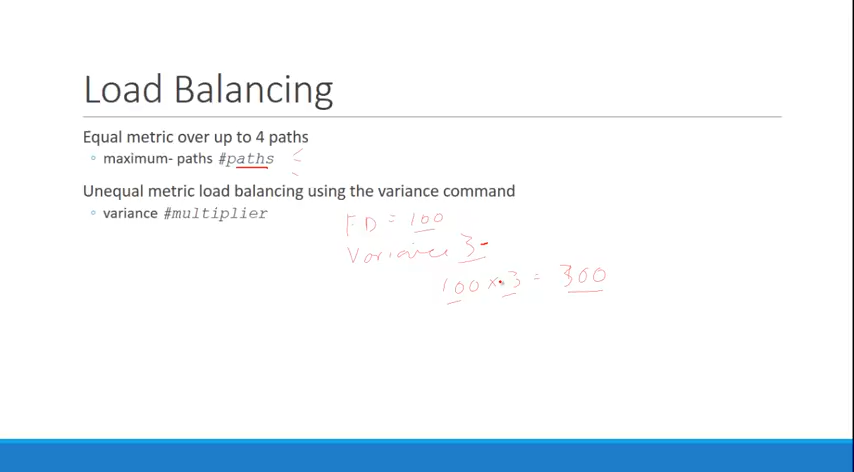 Load Balancing
Equal metric over up to 4 paths
maximum- paths #paths
Unequal metric load balancing using the variance command
variance #multiplier
FD = 100
Variance 3
100 x 3 = 300